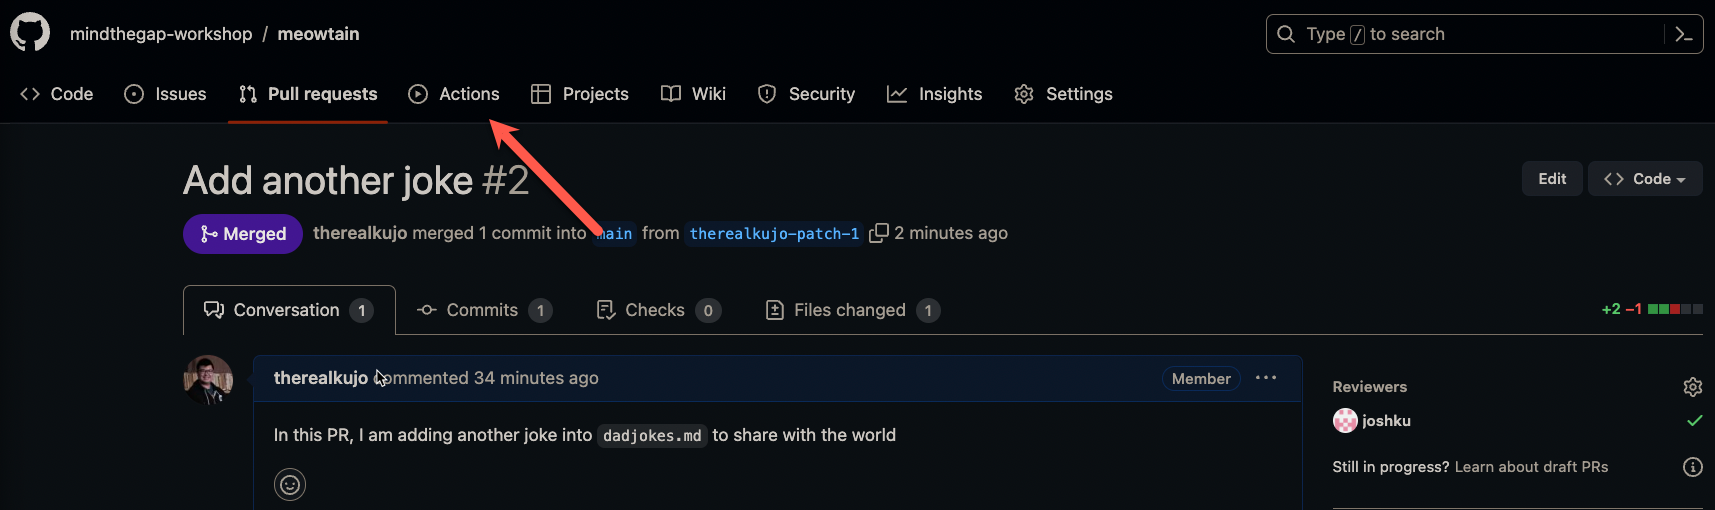 mindthegap-workshop / meowtain
Type / to search
Code Issues Pull requests Actions Projects Wiki Security Insights Settings
Add another joke #2
Edit Code
Merged therealkujo merged 1 commit into main from therealkujo-patch-1 2 minutes ago
Conversation 1 Commits 1 Checks 0 Files changed 1
+2 −1
therealkujo commented 34 minutes ago
Member
In this PR, I am adding another joke into dadjokes.md to share with the world
Reviewers
joshku
Still in progress? Learn about draft PRs